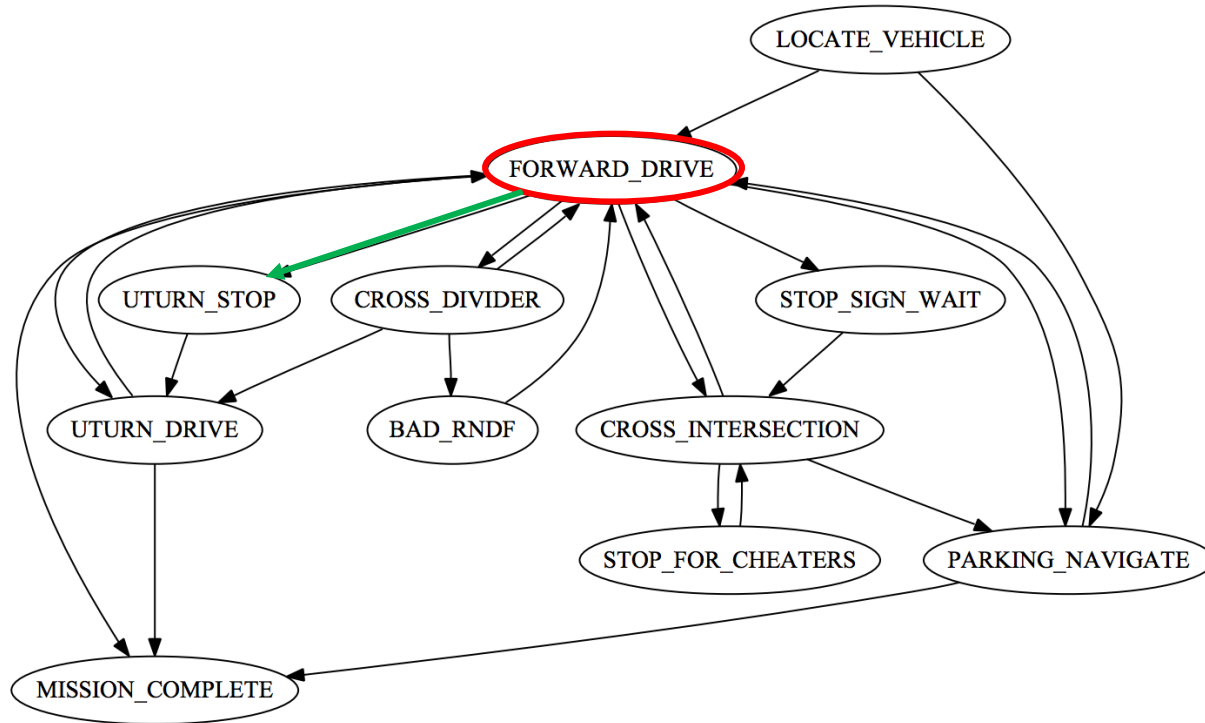 LOCATE_VEHICLE
FORWARD_DRIVE
UTURN_STOP
CROSS_DIVIDER
STOP_SIGN_WAIT
UTURN_DRIVE
BAD_RNDF
CROSS_INTERSECTION
STOP_FOR_CHEATERS
PARKING_NAVIGATE
MISSION_COMPLETE